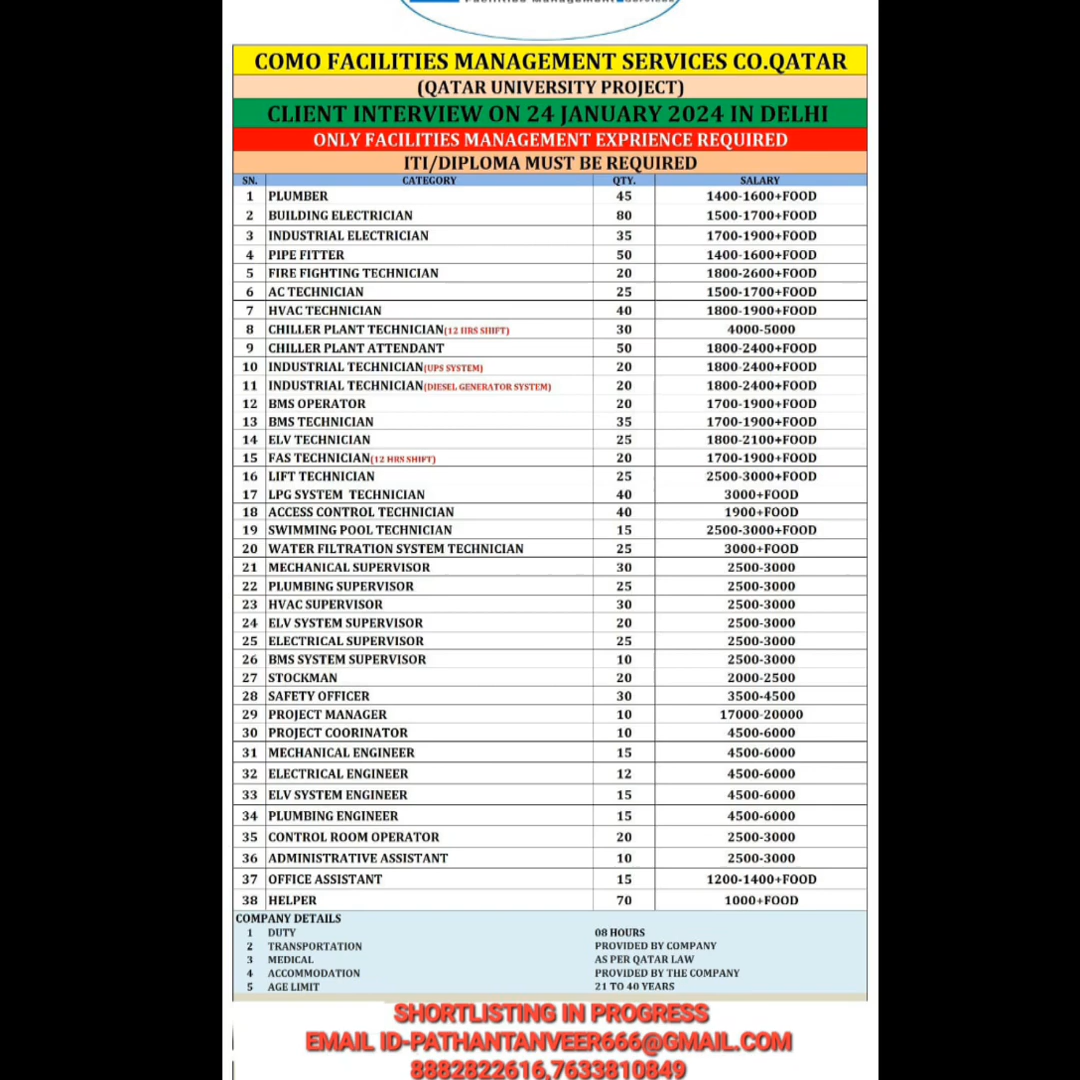 Facilities Management Services
COMO FACILITIES MANAGEMENT SERVICES CO.QATAR
(QATAR UNIVERSITY PROJECT)
CLIENT INTERVIEW ON 24 JANUARY 2024 IN DELHI
ONLY FACILITIES MANAGEMENT EXPRIENCE REQUIRED
ITI/DIPLOMA MUST BE REQUIRED
SN. CATEGORY QTY. SALARY
1 PLUMBER 45 1400-1600+FOOD
2 BUILDING ELECTRICIAN 80 1500-1700+FOOD
3 INDUSTRIAL ELECTRICIAN 35 1700-1900+FOOD
4 PIPE FITTER 50 1400-1600+FOOD
5 FIRE FIGHTING TECHNICIAN 20 1800-2600+FOOD
6 AC TECHNICIAN 25 1500-1700+FOOD
7 HVAC TECHNICIAN 40 1800-1900+FOOD
8 CHILLER PLANT TECHNICIAN(12 HRS SHIFT) 30 4000-5000
9 CHILLER PLANT ATTENDANT 50 1800-2400+FOOD
10 INDUSTRIAL TECHNICIAN(UPS SYSTEM) 20 1800-2400+FOOD
11 INDUSTRIAL TECHNICIAN(DIESEL GENERATOR SYSTEM) 20 1800-2400+FOOD
12 BMS OPERATOR 20 1700-1900+FOOD
13 BMS TECHNICIAN 35 1700-1900+FOOD
14 ELV TECHNICIAN 25 1800-2100+FOOD
15 FAS TECHNICIAN(12 HRS SHIFT) 20 1700-1900+FOOD
16 LIFT TECHNICIAN 25 2500-3000+FOOD
17 LPG SYSTEM TECHNICIAN 40 3000+FOOD
18 ACCESS CONTROL TECHNICIAN 40 1900+FOOD
19 SWIMMING POOL TECHNICIAN 15 2500-3000+FOOD
20 WATER FILTRATION SYSTEM TECHNICIAN 25 3000+FOOD
21 MECHANICAL SUPERVISOR 30 2500-3000
22 PLUMBING SUPERVISOR 25 2500-3000
23 HVAC SUPERVISOR 30 2500-3000
24 ELV SYSTEM SUPERVISOR 20 2500-3000
25 ELECTRICAL SUPERVISOR 25 2500-3000
26 BMS SYSTEM SUPERVISOR 10 2500-3000
27 STOCKMAN 20 2000-2500
28 SAFETY OFFICER 30 3500-4500
29 PROJECT MANAGER 10 17000-20000
30 PROJECT COORINATOR 10 4500-6000
31 MECHANICAL ENGINEER 15 4500-6000
32 ELECTRICAL ENGINEER 12 4500-6000
33 ELV SYSTEM ENGINEER 15 4500-6000
34 PLUMBING ENGINEER 15 4500-6000
35 CONTROL ROOM OPERATOR 20 2500-3000
36 ADMINISTRATIVE ASSISTANT 10 2500-3000
37 OFFICE ASSISTANT 15 1200-1400+FOOD
38 HELPER 70 1000+FOOD
COMPANY DETAILS
1 DUTY 08 HOURS
2 TRANSPORTATION PROVIDED BY COMPANY
3 MEDICAL AS PER QATAR LAW
4 ACCOMMODATION PROVIDED BY THE COMPANY
5 AGE LIMIT 21 TO 40 YEARS
SHORTLISTING IN PROGRESS
EMAIL ID-PATHANTANVEER666@GMAIL.COM
8882822616,7633810849